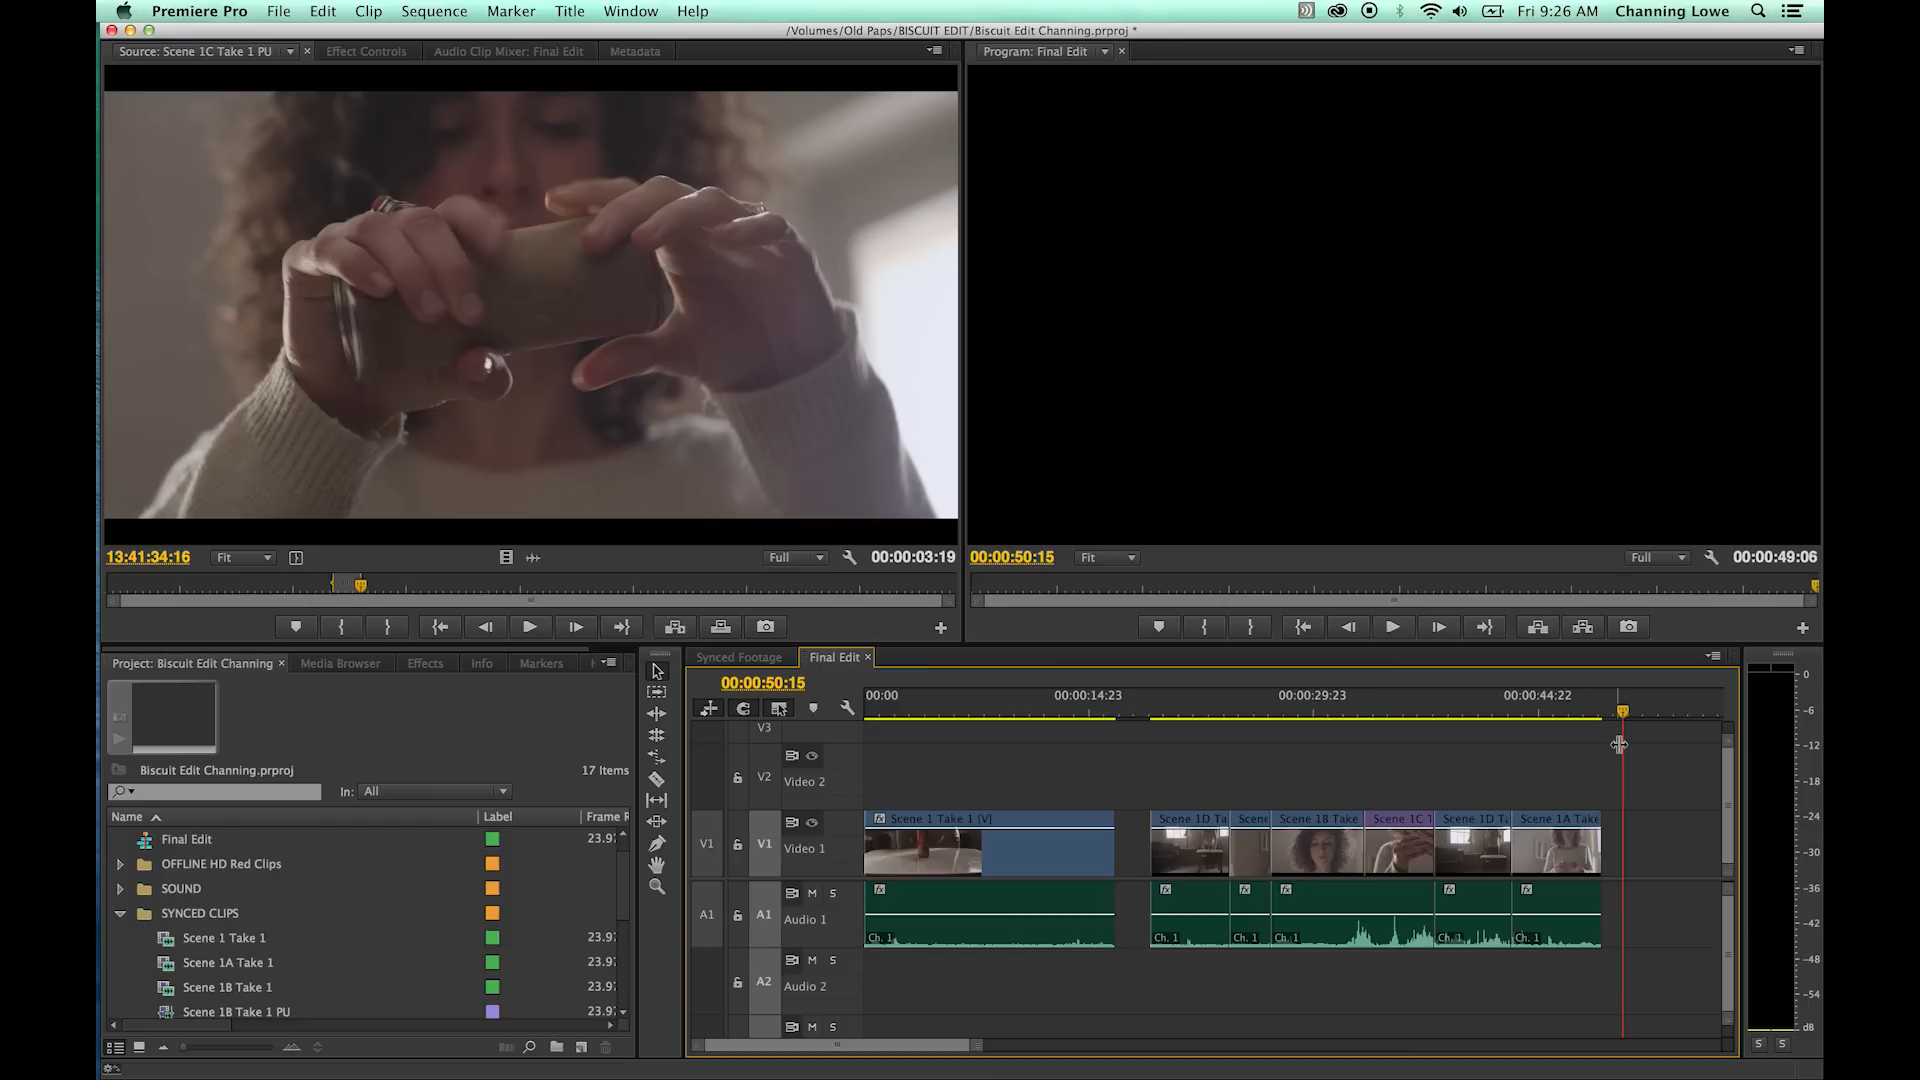 Premiere Pro File Edit Clip Sequence Marker Title Window Help Fri 9:26 AM Channing Lowe
/Volumes/Old Paps/BISCUIT EDIT/Biscuit Edit Channing.prproj *
Source: Scene 1C Take 1 PU Effect Controls Audio Clip Mixer: Final Edit Metadata
Program: Final Edit
13:41:34:16 Fit Full 00:00:03:19
00:00:50:15 Fit Full 00:00:49:06
Project: Biscuit Edit Channing Media Browser Effects Info Markers
Biscuit Edit Channing.prproj 17 Items
In: All
Name Label Frame R
Final Edit 23.97
OFFLINE HD Red Clips
SOUND
SYNCED CLIPS
Scene 1 Take 1 23.97
Scene 1A Take 1 23.97
Scene 1B Take 1 23.97
Scene 1B Take 1 PU 23.97
Synced Footage Final Edit
00:00:50:15
00:00 00:00:14:23 00:00:29:23 00:00:44:22
V3
V2 Video 2
V1 V1 Video 1
Scene 1 Take 1 [V] Scene 1D Ta Scene Scene 1B Take Scene 1C T Scene 1D Ta Scene 1A Take
A1 A1 M S Audio 1
Ch. 1 Ch. 1 Ch. 1 Ch. 1 Ch. 1 Ch. 1
A2 M S Audio 2
M S
0
-6
-12
-18
-24
-30
-36
-42
-48
-54
dB
S S